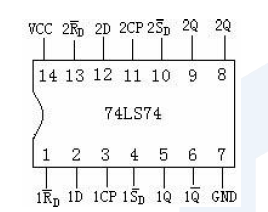 VCC 2R̅D 2D 2CP 2S̅D 2Q 2Q
14 13 12 11 10 9 8
74LS74
1 2 3 4 5 6 7
1R̅D 1D 1CP 1S̅D 1Q 1Q̅ GND